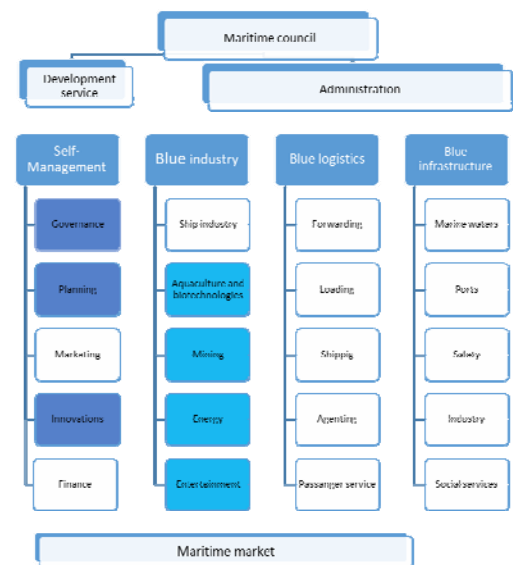 Maritime council
Development
service
Administration
Self-
Management
Blue industry
Blue logistics
Blue
infrastructure
Governance
Ship industry
Forwarding
Marine waters
Planning
Aquaculture and
biotechnologies
Loading
Ports
Marketing
Mining
Shippig
Safety
Innovations
Energy
Agenting
Industry
Finance
Entertainment
Passanger service
Social services
Maritime market